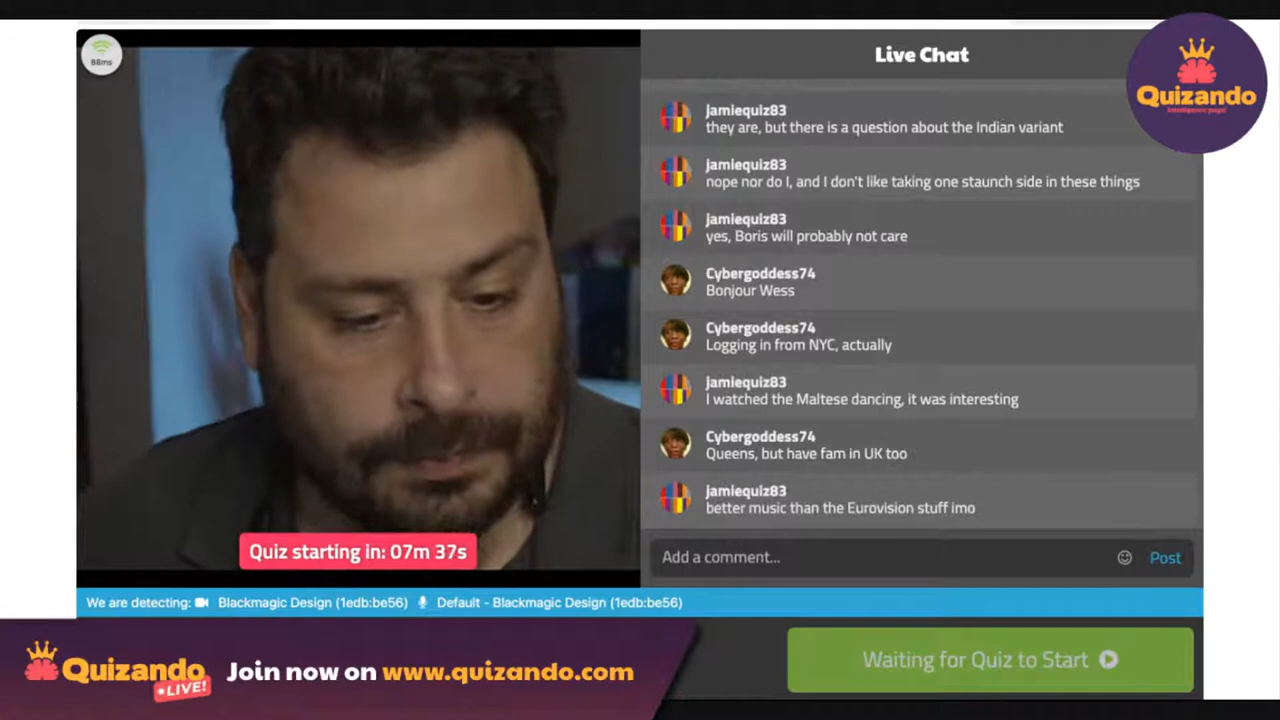 88ms
Live Chat
Quizando
jamiequiz83
they are, but there is a question about the Indian variant
jamiequiz83
nope nor do I, and I don't like taking one staunch side in these things
jamiequiz83
yes, Boris will probably not care
Cybergoddess74
Bonjour Wess
Cybergoddess74
Logging in from NYC, actually
jamiequiz83
I watched the Maltese dancing, it was interesting
Cybergoddess74
Queens, but have fam in UK too
jamiequiz83
better music than the Eurovision stuff imo
Quiz starting in: 07m 37s
Add a comment...
Post
We are detecting: Blackmagic Design (1edb:be56) Default - Blackmagic Design (1edb:be56)
Quizando
LIVE!
Join now on www.quizando.com
Waiting for Quiz to Start